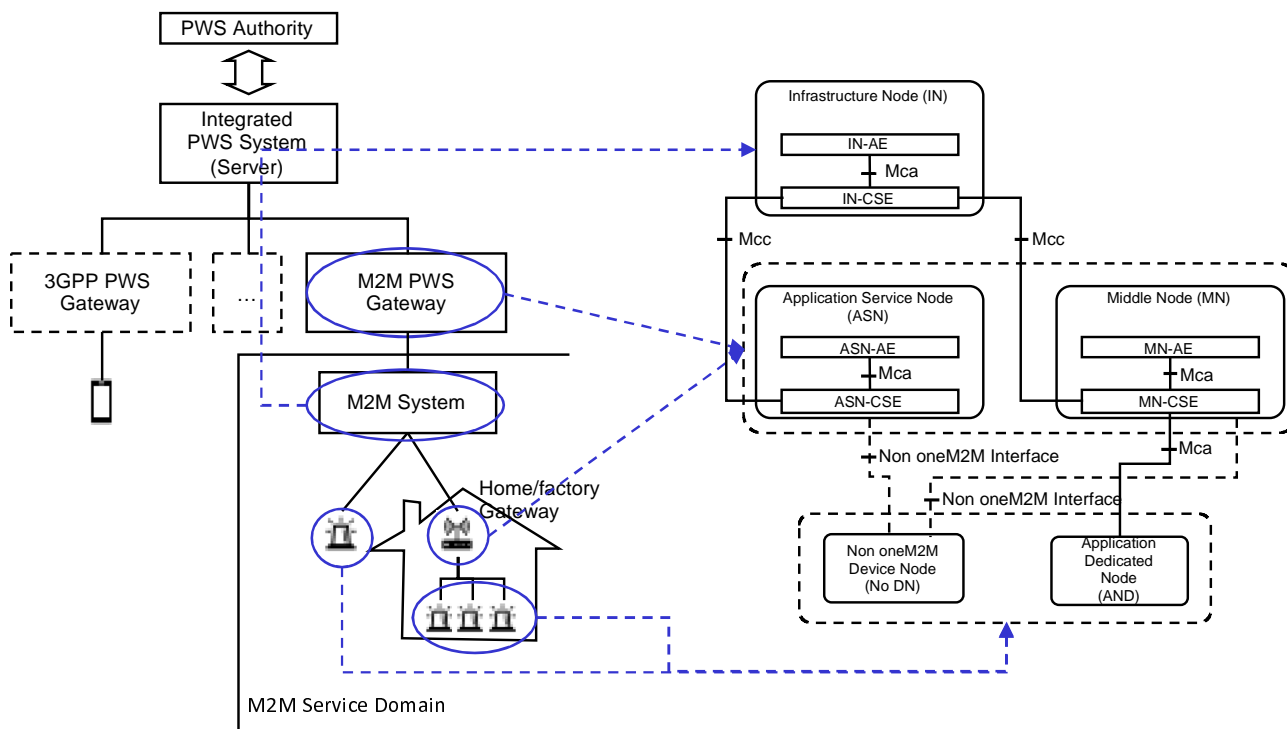 PWS Authority
Integrated
PWS System
(Server)
3GPP PWS
Gateway
...
M2M PWS
Gateway
M2M System
Home/factory
Gateway
M2M Service Domain
Infrastructure Node (IN)
IN-AE
Mca
IN-CSE
Mcc
Mcc
Application Service Node
(ASN)
ASN-AE
Mca
ASN-CSE
Middle Node (MN)
MN-AE
Mca
MN-CSE
Mca
Non oneM2M Interface
Non oneM2M Interface
Non oneM2M
Device Node
(No DN)
Application
Dedicated
Node
(AND)